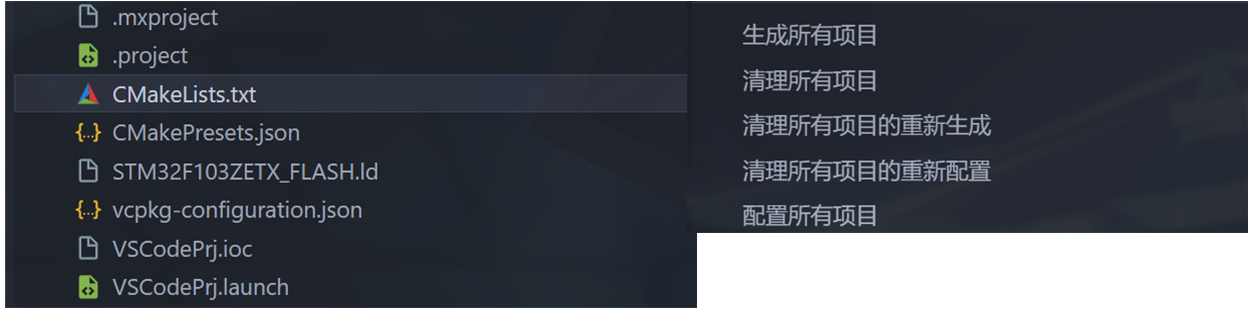 .mxproject
.project
CMakeLists.txt
CMakePresets.json
STM32F103ZETX_FLASH.ld
vcpkg-configuration.json
VSCodePrj.ioc
VSCodePrj.launch
生成所有项目
清理所有项目
清理所有项目的重新生成
清理所有项目的重新配置
配置所有项目